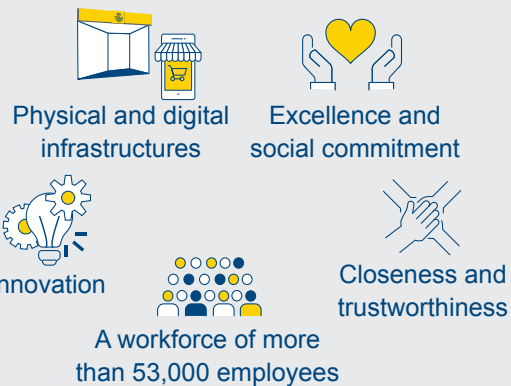 Physical and digital
infrastructures
Excellence and
social commitment
nnovation
Closeness and
trustworthiness
A workforce of more
than 53,000 employees